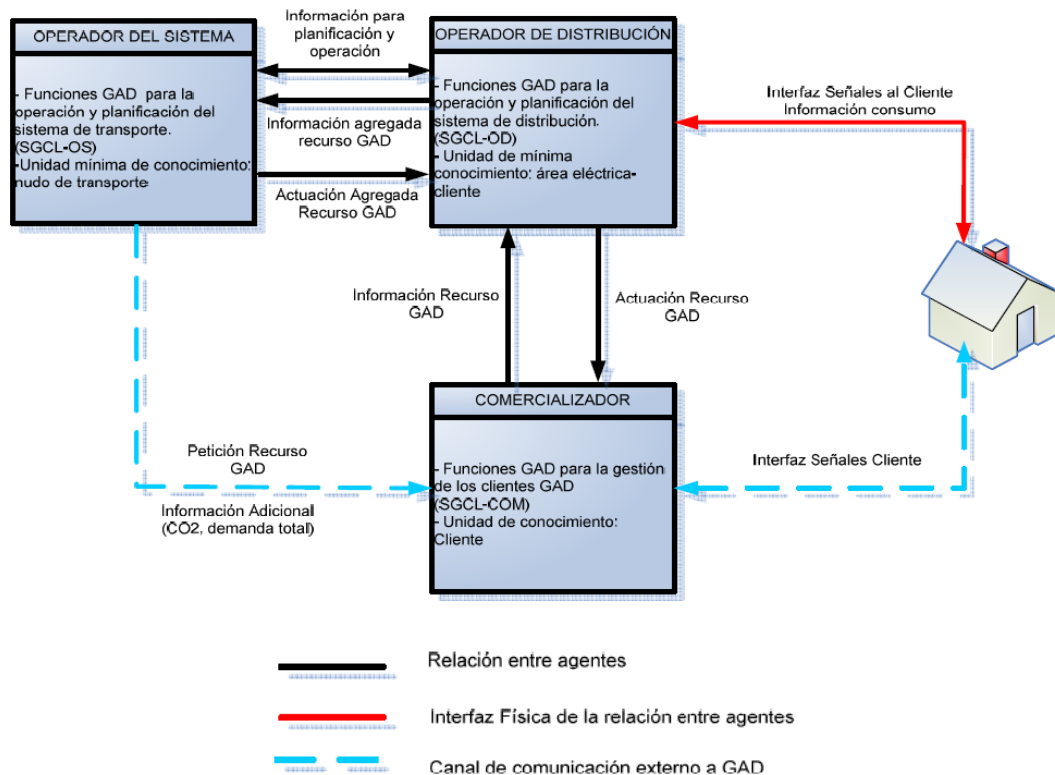 OPERADOR DEL SISTEMA
- Funciones GAD para la
operación y planificación del
sistema de transporte.
(SGCL-OS)
-Unidad mínima de conocimiento:
nudo de transporte
Información para
planificación y
operación
Información agregada
recurso GAD
Actuación Agregada
Recurso GAD
OPERADOR DE DISTRIBUCIÓN
- Funciones GAD para la
operación y planificación del
sistema de distribución.
(SGCL-OD)
- Unidad de mínima
conocimiento: área eléctrica-
cliente
Interfaz Señales al Cliente
Información consumo
Información Recurso
GAD
Actuación Recurso
GAD
COMERCIALIZADOR
- Funciones GAD para la gestión
de los clientes GAD
(SGCL-COM)
- Unidad de conocimiento:
Cliente
Petición Recurso
GAD
Información Adicional
(CO2, demanda total)
Interfaz Señales Cliente
Relación entre agentes
Interfaz Física de la relación entre agentes
Canal de comunicación externo a GAD